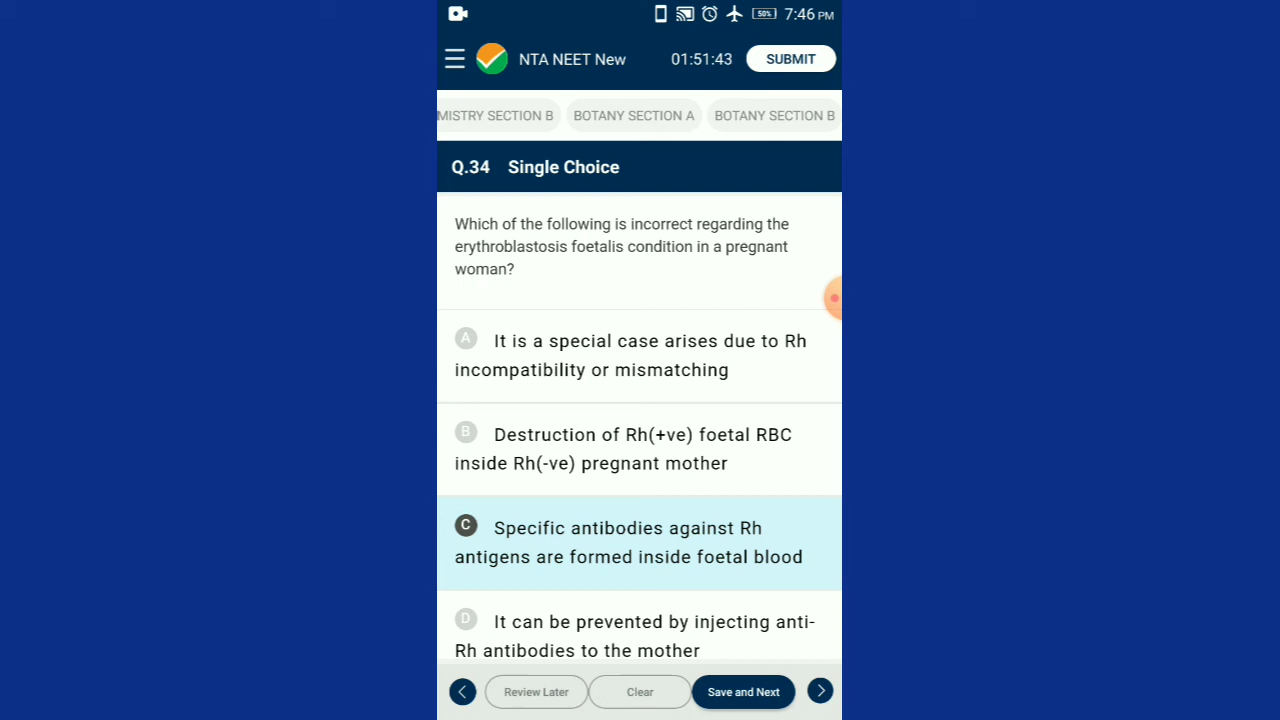 50% 7:46 PM
NTA NEET New 01:51:43 SUBMIT
MISTRY SECTION B BOTANY SECTION A BOTANY SECTION B
Q.34 Single Choice
Which of the following is incorrect regarding the
erythroblastosis foetalis condition in a pregnant
woman?
A It is a special case arises due to Rh
incompatibility or mismatching
B Destruction of Rh(+ve) foetal RBC
inside Rh(-ve) pregnant mother
C Specific antibodies against Rh
antigens are formed inside foetal blood
D It can be prevented by injecting anti-
Rh antibodies to the mother
Review Later Clear Save and Next